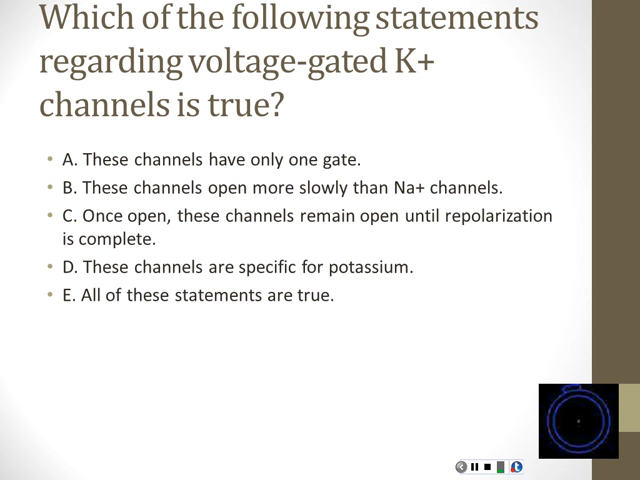 Which of the following statements
regarding voltage-gated K+
channels is true?
• A. These channels have only one gate.
• B. These channels open more slowly than Na+ channels.
• C. Once open, these channels remain open until repolarization
is complete.
• D. These channels are specific for potassium.
• E. All of these statements are true.